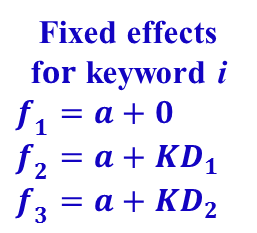 Fixed effects
for keyword i
f₁ = a + 0
f₂ = a + KD₁
f₃ = a + KD₂